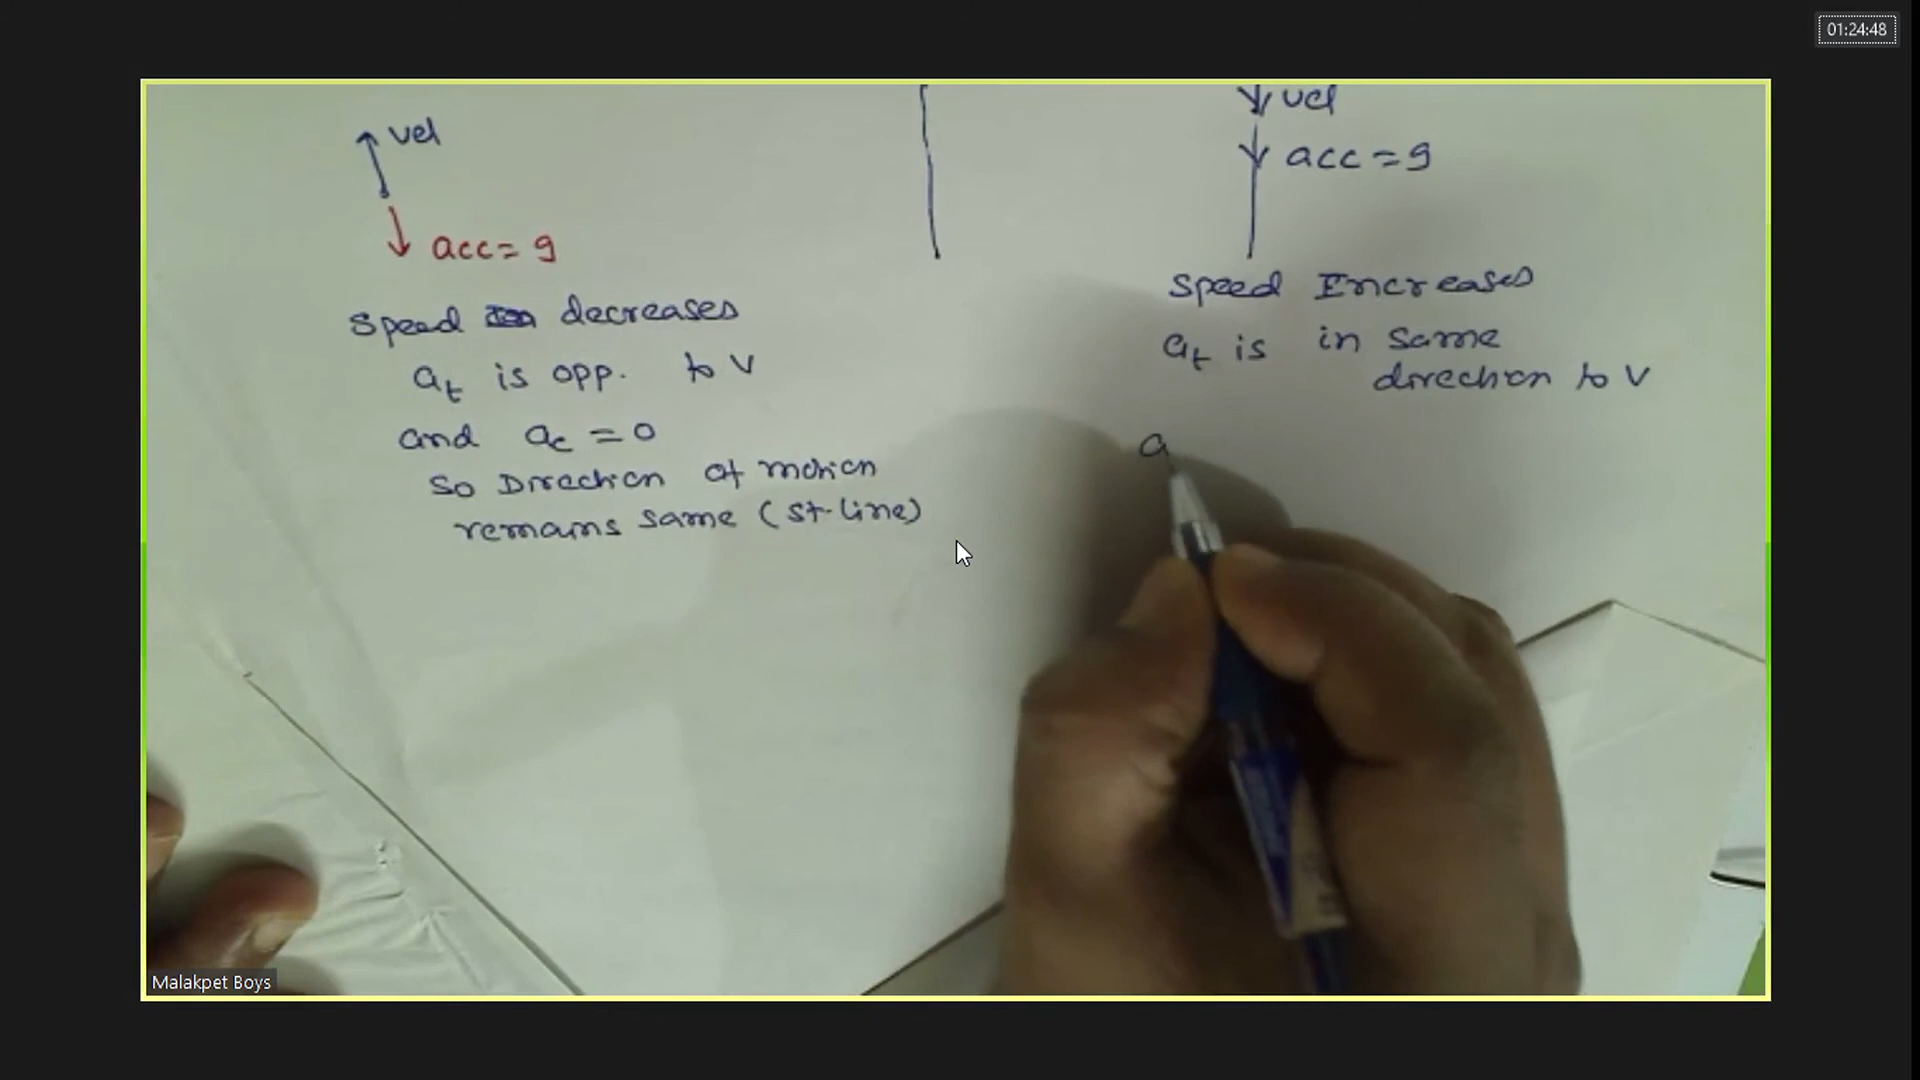 01:24:48
vel
acc = g
Speed decreases
at is opp. to v
and ac = 0
So Direction of motion
remains same (St-line)
vel
acc = g
Speed Increases
at is in same
direction to v
a
Malakpet Boys